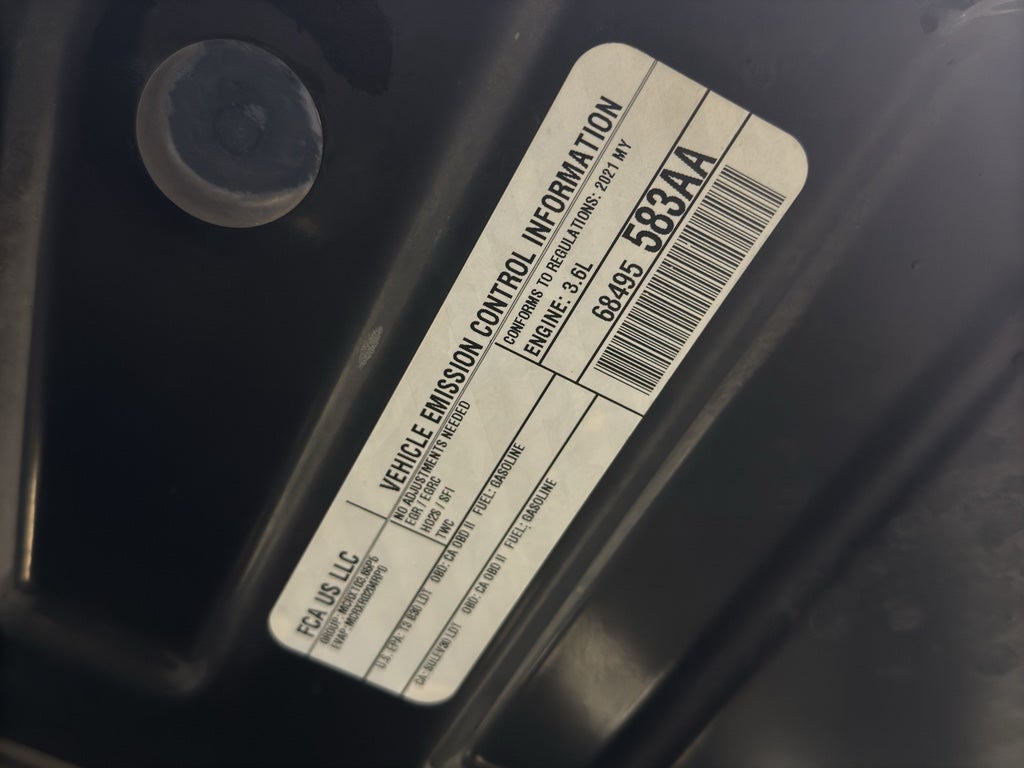 VEHICLE EMISSION CONTROL INFORMATION
FCA US LLC
NO ADJUSTMENTS NEEDED
CONFORMS TO REGULATIONS: 2021 MY
GROUP:
EGR / EGRC
ENGINE: 3.6L
EVAP:
HO2S / SFI
TWC
68495 583AA
U.S. EPA: T3 B30 LDT OBD: CA OBD II FUEL: GASOLINE
CA: SULEV30 LDT OBD: CA OBD II FUEL: GASOLINE